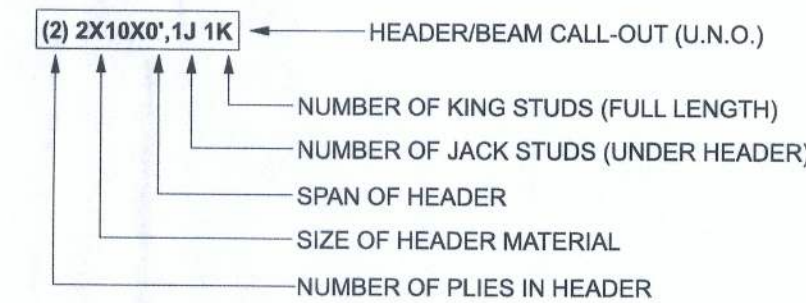 (2) 2X10X0',1J 1K
HEADER/BEAM CALL-OUT (U.N.O.)
NUMBER OF KING STUDS (FULL LENGTH)
NUMBER OF JACK STUDS (UNDER HEADER)
SPAN OF HEADER
SIZE OF HEADER MATERIAL
NUMBER OF PLIES IN HEADER